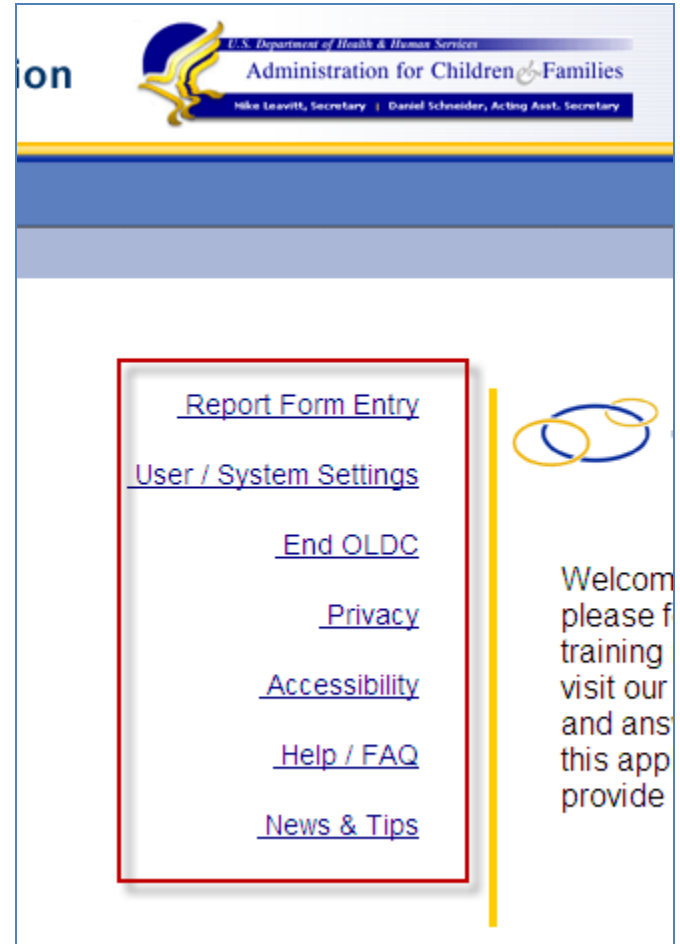 ion
U.S. Department of Health & Human Services
Administration for Children & Families
Mike Leavitt, Secretary | Daniel Schneider, Acting Asst. Secretary
Report Form Entry
User / System Settings
End OLDC
Privacy
Accessibility
Help / FAQ
News & Tips
Welcom
please f
training
visit our
and ans
this app
provide